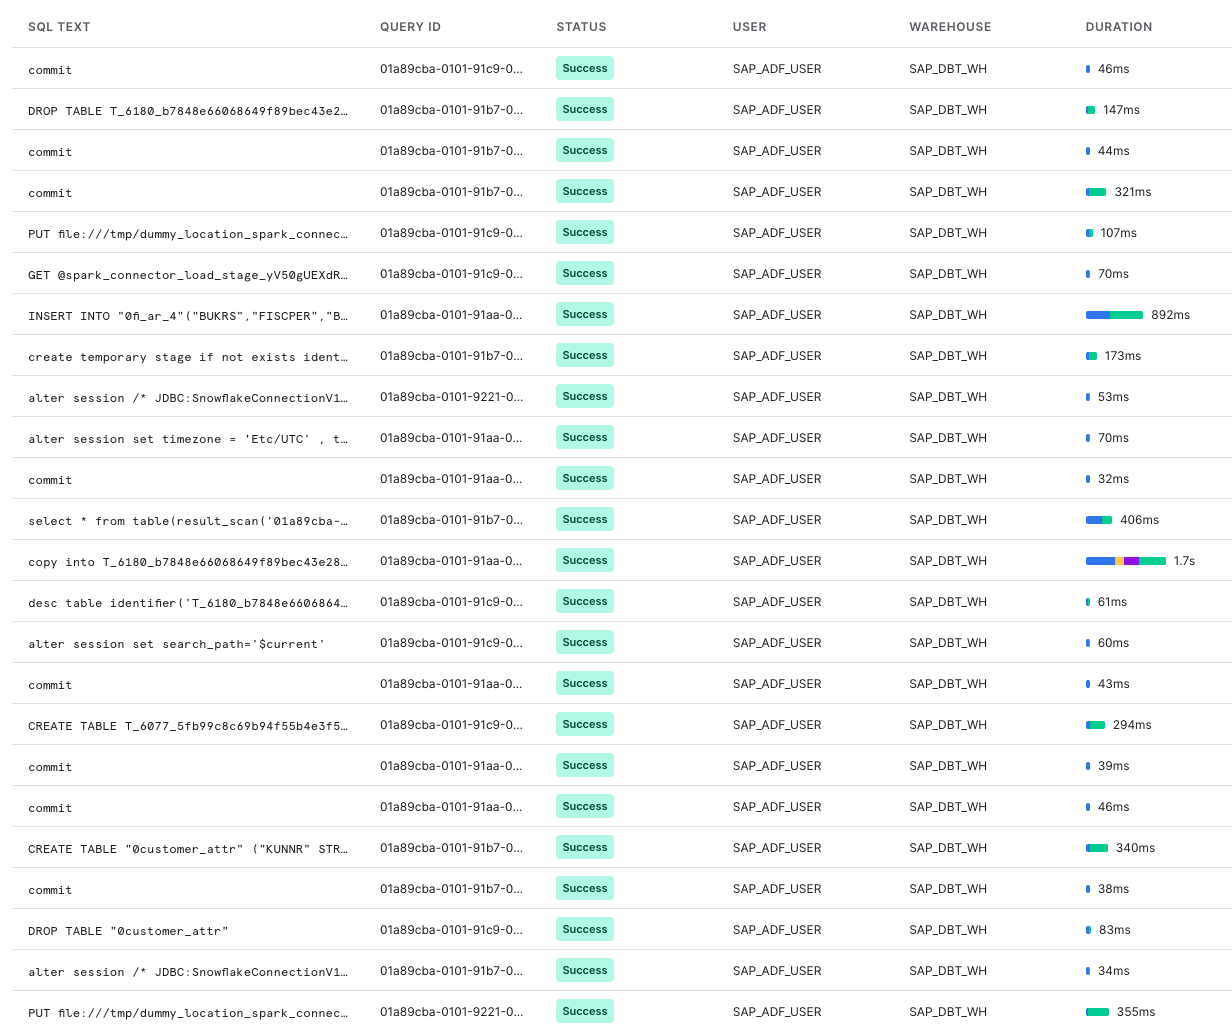 SQL TEXT QUERY ID STATUS USER WAREHOUSE DURATION
commit 01a89cba-0101-91c9-0... Success SAP_ADF_USER SAP_DBT_WH 46ms
DROP TABLE T_6180_b7848e66068649f89bec43e2… 01a89cba-0101-91b7-0... Success SAP_ADF_USER SAP_DBT_WH 147ms
commit 01a89cba-0101-91b7-0... Success SAP_ADF_USER SAP_DBT_WH 44ms
commit 01a89cba-0101-91b7-0... Success SAP_ADF_USER SAP_DBT_WH 321ms
PUT file:///tmp/dummy_location_spark_connec… 01a89cba-0101-91c9-0... Success SAP_ADF_USER SAP_DBT_WH 107ms
GET @spark_connector_load_stage_yV50gUEXdR… 01a89cba-0101-91c9-0... Success SAP_ADF_USER SAP_DBT_WH 70ms
INSERT INTO "0fi_ar_4"("BUKRS","FISCPER","B… 01a89cba-0101-91aa-0... Success SAP_ADF_USER SAP_DBT_WH 892ms
create temporary stage if not exists ident… 01a89cba-0101-91b7-0... Success SAP_ADF_USER SAP_DBT_WH 173ms
alter session /* JDBC:SnowflakeConnectionV1… 01a89cba-0101-9221-0... Success SAP_ADF_USER SAP_DBT_WH 53ms
alter session set timezone = 'Etc/UTC' , t… 01a89cba-0101-91aa-0... Success SAP_ADF_USER SAP_DBT_WH 70ms
commit 01a89cba-0101-91aa-0... Success SAP_ADF_USER SAP_DBT_WH 32ms
select * from table(result_scan('01a89cba-… 01a89cba-0101-91b7-0... Success SAP_ADF_USER SAP_DBT_WH 406ms
copy into T_6180_b7848e66068649f89bec43e28… 01a89cba-0101-91aa-0... Success SAP_ADF_USER SAP_DBT_WH 1.7s
desc table identifier('T_6180_b7848e6606864… 01a89cba-0101-91c9-0... Success SAP_ADF_USER SAP_DBT_WH 61ms
alter session set search_path='$current' 01a89cba-0101-91c9-0... Success SAP_ADF_USER SAP_DBT_WH 60ms
commit 01a89cba-0101-91aa-0... Success SAP_ADF_USER SAP_DBT_WH 43ms
CREATE TABLE T_6077_5fb99c8c69b94f55b4e3f5… 01a89cba-0101-91c9-0... Success SAP_ADF_USER SAP_DBT_WH 294ms
commit 01a89cba-0101-91aa-0... Success SAP_ADF_USER SAP_DBT_WH 39ms
commit 01a89cba-0101-91aa-0... Success SAP_ADF_USER SAP_DBT_WH 46ms
CREATE TABLE "0customer_attr" ("KUNNR" STR… 01a89cba-0101-91b7-0... Success SAP_ADF_USER SAP_DBT_WH 340ms
commit 01a89cba-0101-91b7-0... Success SAP_ADF_USER SAP_DBT_WH 38ms
DROP TABLE "0customer_attr" 01a89cba-0101-91c9-0... Success SAP_ADF_USER SAP_DBT_WH 83ms
alter session /* JDBC:SnowflakeConnectionV1… 01a89cba-0101-91b7-0... Success SAP_ADF_USER SAP_DBT_WH 34ms
PUT file:///tmp/dummy_location_spark_connec… 01a89cba-0101-9221-0... Success SAP_ADF_USER SAP_DBT_WH 355ms